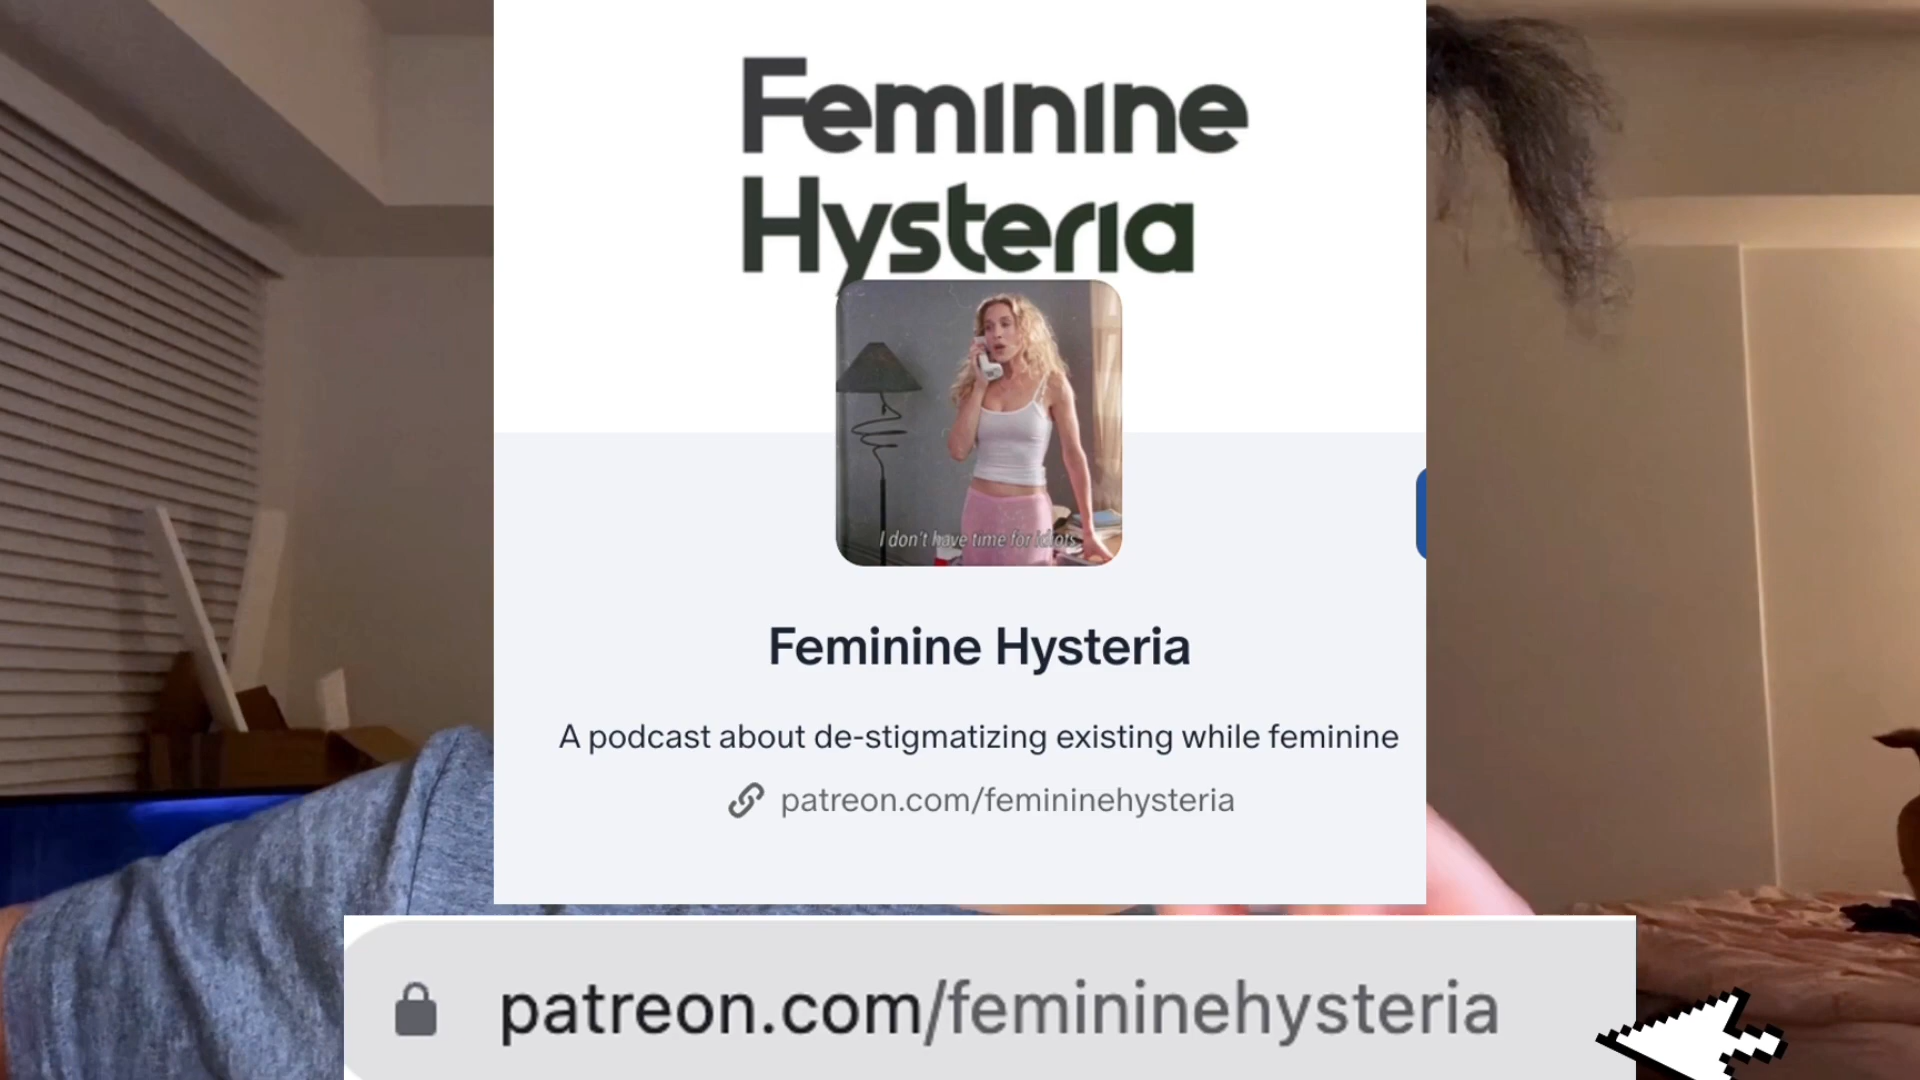 Feminine
Hysteria
I don't have time for idots
Feminine Hysteria
A podcast about de-stigmatizing existing while feminine
patreon.com/femininehysteria
patreon.com/femininehysteria